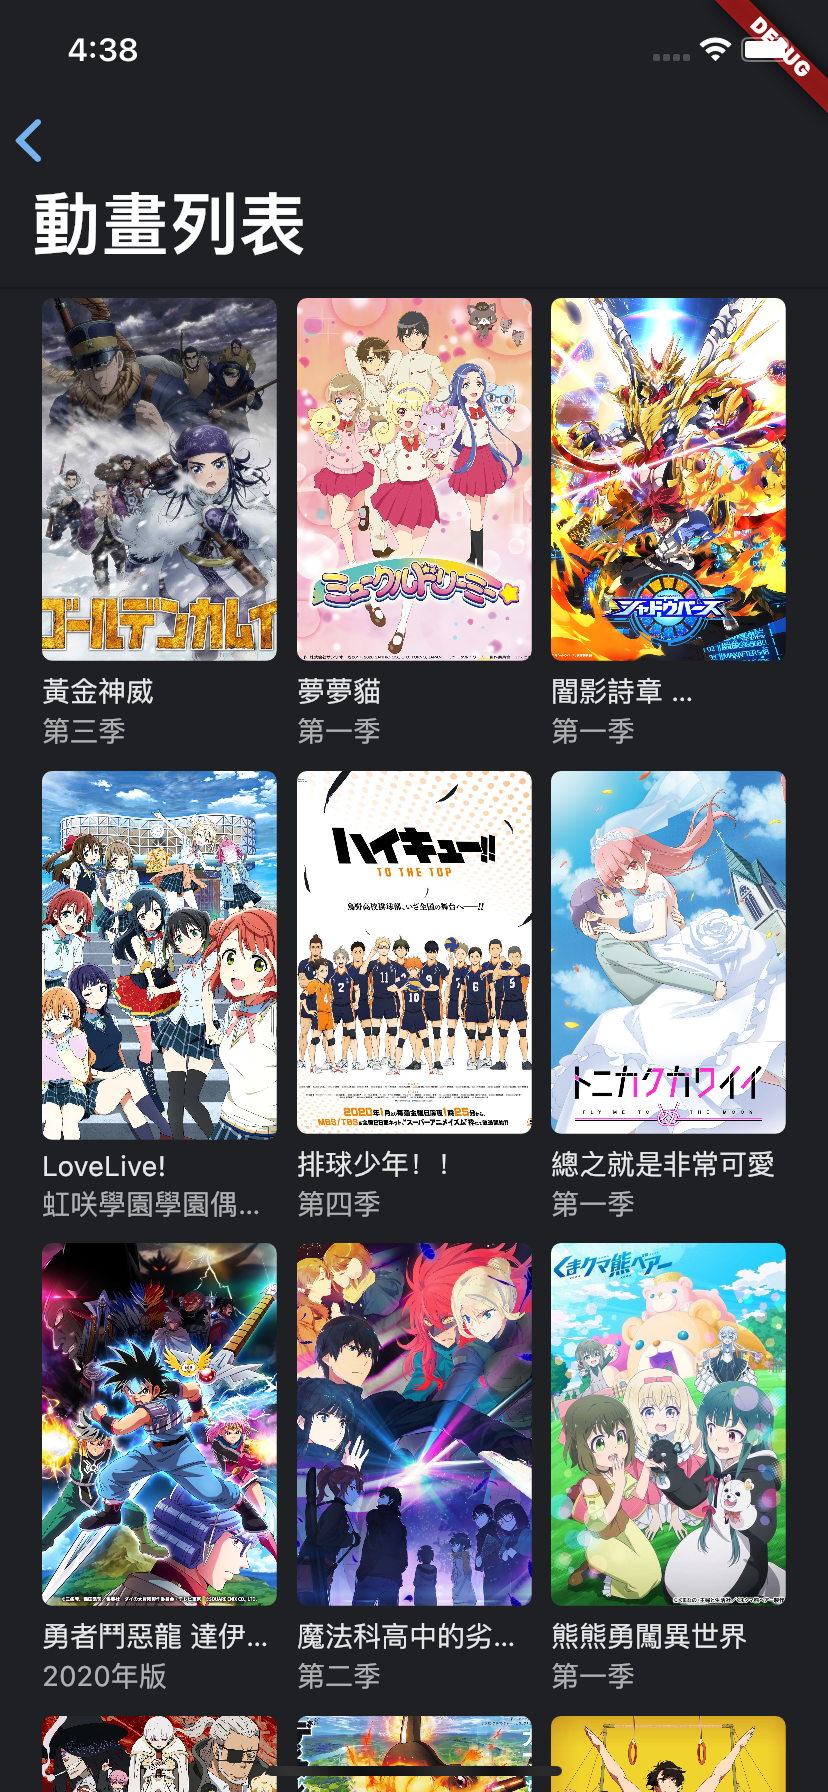 4:38
DEBUG
動畫列表
ゴールデンカムイ
ミュークルドリーミー
シャドウバース
黃金神威
第三季
夢夢貓
第一季
闇影詩章 ...
第一季
ハイキュー!!
TO THE TOP
トニカクカワイイ
FLY ME TO THE MOON
LoveLive!
虹咲學園學園偶...
排球少年！！
第四季
總之就是非常可愛
第一季
くまクマ熊ベアー
勇者鬥惡龍 達伊...
2020年版
魔法科高中的劣...
第二季
熊熊勇闖異世界
第一季